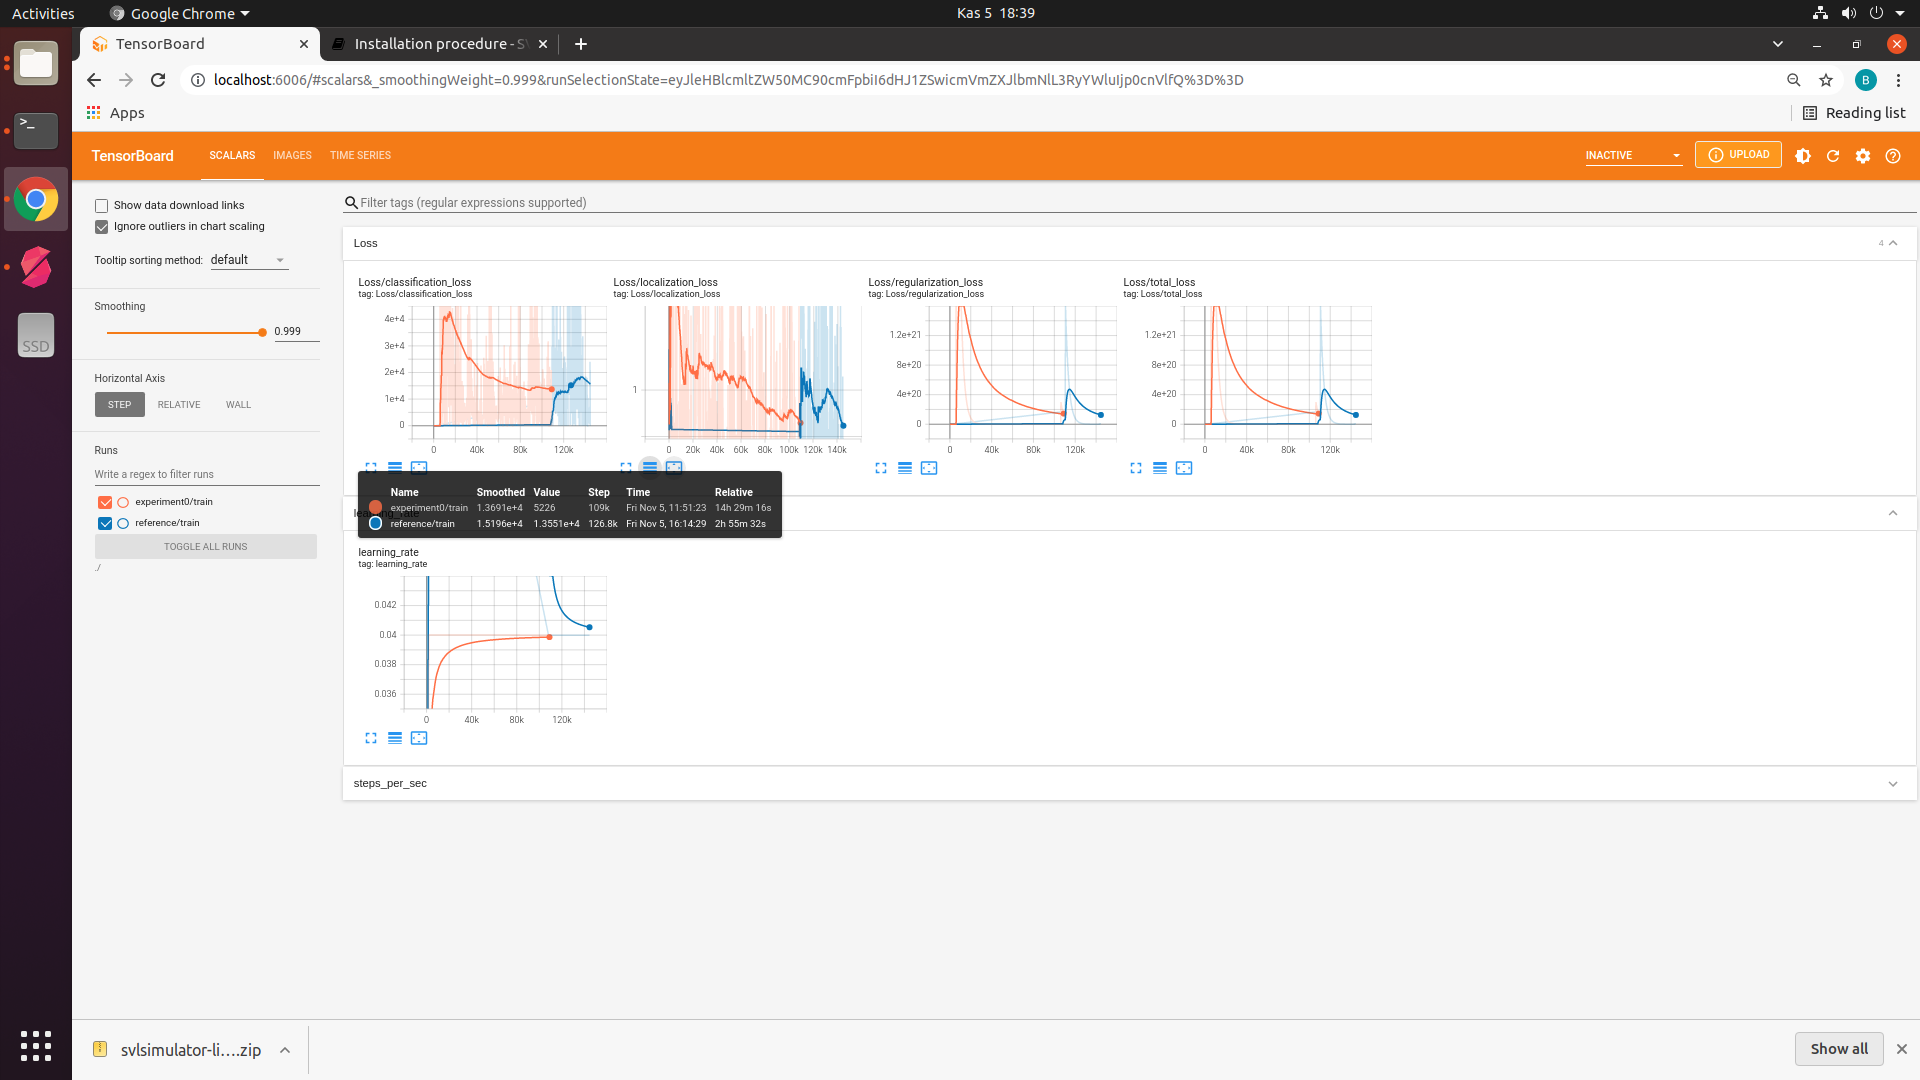 Activities
Google Chrome
Kas 5 18:39
TensorBoard
Installation procedure - SV
localhost:6006/#scalars&_smoothingWeight=0.999&runSelectionState=eyJleHBlcmltZW50MC90cmFpbiI6dHJ1ZSwicmVmZXJlbmNlL3RyYWluIjp0cnVlfQ%3D%3D
B
Apps
Reading list
TensorBoard
SCALARS
IMAGES
TIME SERIES
INACTIVE
UPLOAD
Show data download links
Ignore outliers in chart scaling
Tooltip sorting method: default
Smoothing
0.999
Horizontal Axis
STEP
RELATIVE
WALL
Runs
Write a regex to filter runs
experiment0/train
reference/train
TOGGLE ALL RUNS
./
Filter tags (regular expressions supported)
Loss
4
Loss/classification_loss
tag: Loss/classification_loss
4e+4
3e+4
2e+4
1e+4
0
0 40k 80k 120k
Loss/localization_loss
tag: Loss/localization_loss
1
0 20k 40k 60k 80k 100k 120k 140k
Loss/regularization_loss
tag: Loss/regularization_loss
1.2e+21
8e+20
4e+20
0
0 40k 80k 120k
Loss/total_loss
tag: Loss/total_loss
1.2e+21
8e+20
4e+20
0
0 40k 80k 120k
Name Smoothed Value Step Time Relative
experiment0/train 1.3691e+4 5226 109k Fri Nov 5, 11:51:23 14h 29m 16s
reference/train 1.5196e+4 1.3551e+4 126.8k Fri Nov 5, 16:14:29 2h 55m 32s
learning_rate
learning_rate
tag: learning_rate
0.042
0.04
0.038
0.036
0 40k 80k 120k
steps_per_sec
SSD
svlsimulator-li....zip
Show all